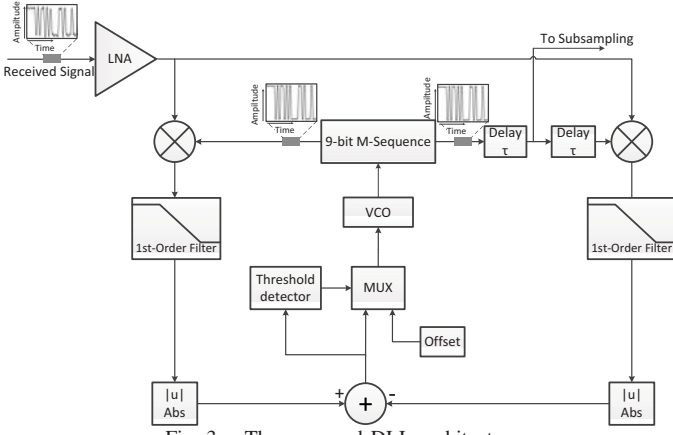 Amplitude
Time
Received Signal
LNA
To Subsampling
Amplitude
Time
Amplitude
Time
9-bit M-Sequence
Delay
τ
Delay
τ
VCO
1st-Order Filter
1st-Order Filter
Threshold
detector
MUX
Offset
|u|
Abs
+
+
-
|u|
Abs